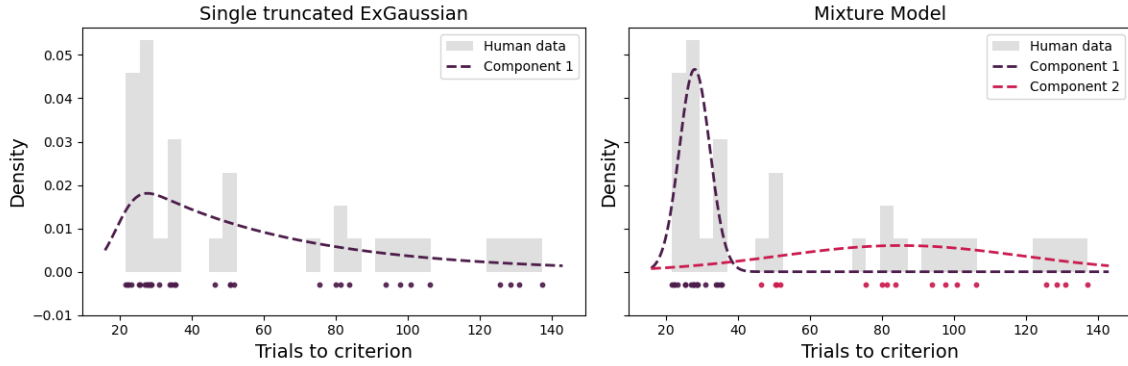 Single truncated ExGaussian
Human data
Component 1
0.05
0.04
0.03
0.02
0.01
0.00
−0.01
Density
20
40
60
80
100
120
140
Trials to criterion
Mixture Model
Human data
Component 1
Component 2
Density
20
40
60
80
100
120
140
Trials to criterion